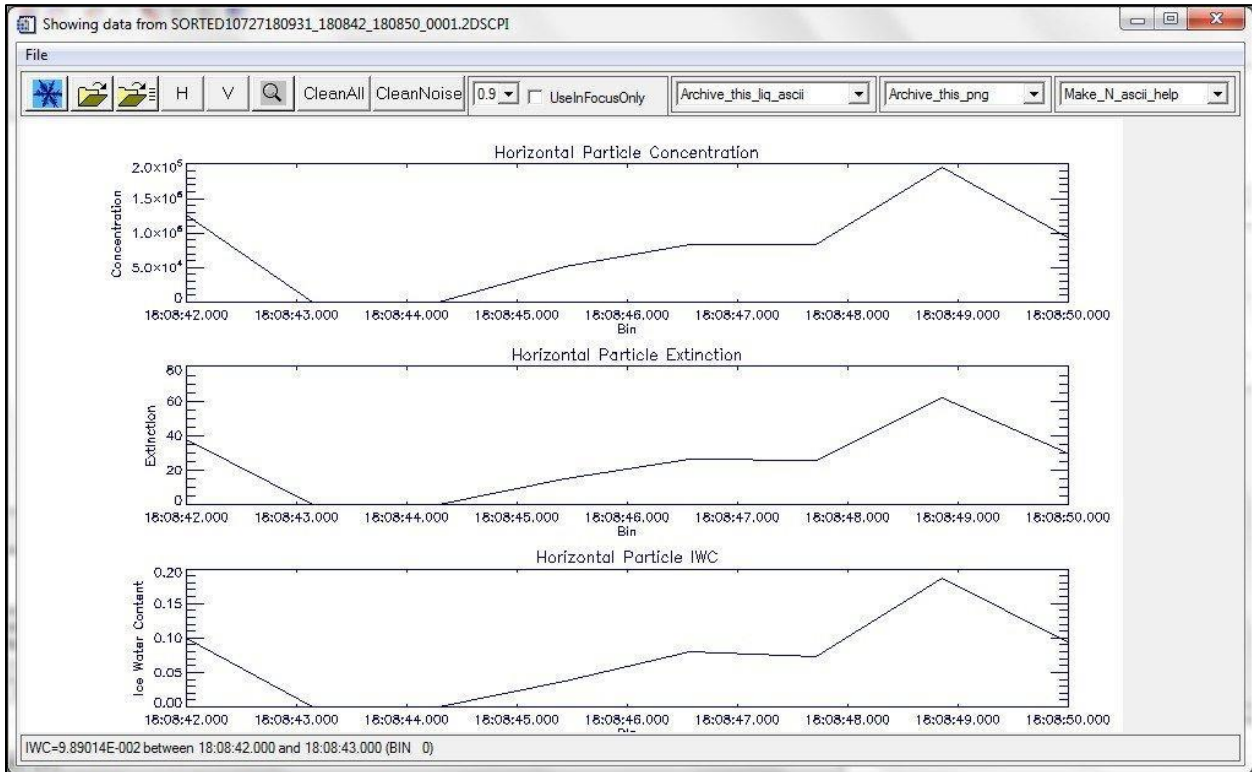 Showing data from SORTED10727180931_180842_180850_0001.2DSCPI
File
H V CleanAll CleanNoise 0.9 UseInFocusOnly Archive_this_liq_ascii Archive_this_png Make_N_ascii_help
Horizontal Particle Concentration
Concentration
2.0×10⁵
1.5×10⁵
1.0×10⁵
5.0×10⁴
0
18:08:42.000 18:08:43.000 18:08:44.000 18:08:45.000 18:08:46.000 18:08:47.000 18:08:48.000 18:08:49.000 18:08:50.000
Bin
Horizontal Particle Extinction
Extinction
80
60
40
20
0
18:08:42.000 18:08:43.000 18:08:44.000 18:08:45.000 18:08:46.000 18:08:47.000 18:08:48.000 18:08:49.000 18:08:50.000
Bin
Horizontal Particle IWC
Ice Water Content
0.20
0.15
0.10
0.05
0.00
18:08:42.000 18:08:43.000 18:08:44.000 18:08:45.000 18:08:46.000 18:08:47.000 18:08:48.000 18:08:49.000 18:08:50.000
IWC=9.89014E-002 between 18:08:42.000 and 18:08:43.000 (BIN 0)